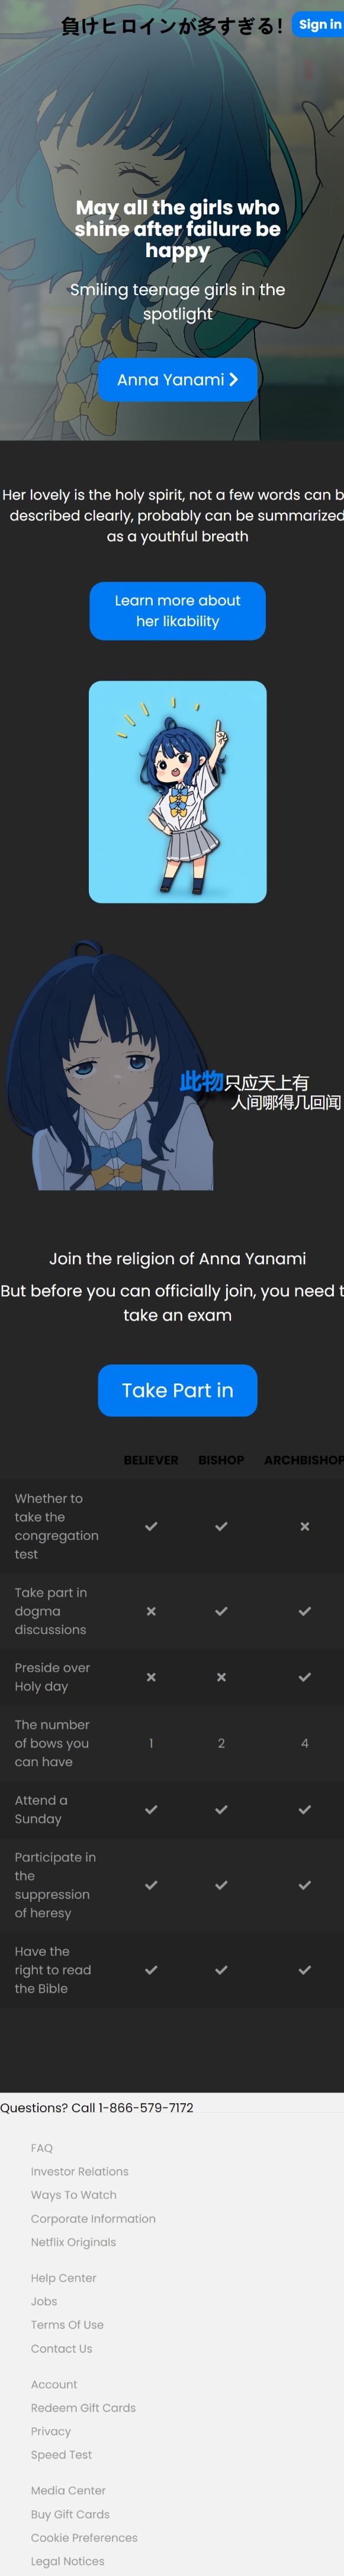 負けヒロインが多すぎる!
Sign in
May all the girls who
shine after failure be
happy
Smiling teenage girls in the
spotlight
Anna Yanami
Her lovely is the holy spirit, not a few words can b
described clearly, probably can be summarized
as a youthful breath
Learn more about
her likability
此物只应天上有
人间哪得几回闻
Join the religion of Anna Yanami
But before you can officially join, you need t
take an exam
Take Part in
BELIEVER BISHOP ARCHBISHOP
Whether to
take the
congregation
test
Take part in
dogma
discussions
Preside over
Holy day
The number
of bows you
can have
1 2 4
Attend a
Sunday
Participate in
the
suppression
of heresy
Have the
right to read
the Bible
Questions? Call 1-866-579-7172
FAQ
Investor Relations
Ways To Watch
Corporate Information
Netflix Originals
Help Center
Jobs
Terms Of Use
Contact Us
Account
Redeem Gift Cards
Privacy
Speed Test
Media Center
Buy Gift Cards
Cookie Preferences
Legal Notices